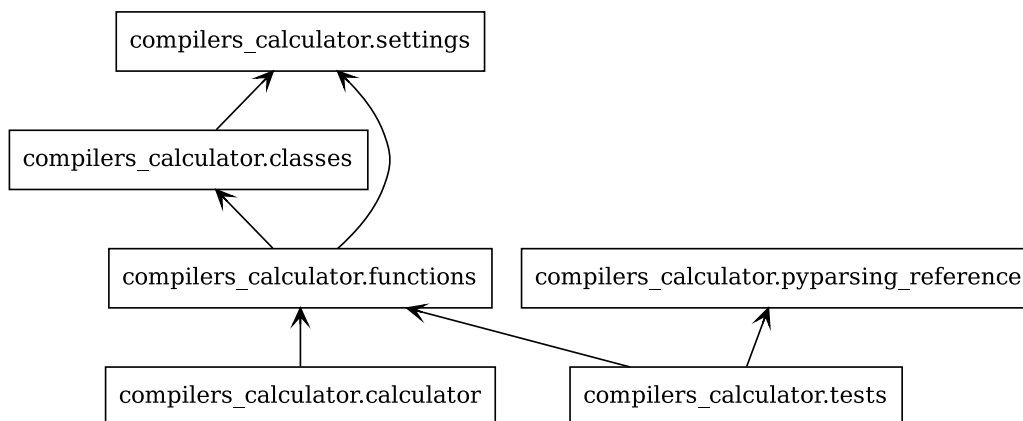 compilers_calculator.settings
compilers_calculator.classes
compilers_calculator.functions
compilers_calculator.pyparsing_reference
compilers_calculator.calculator
compilers_calculator.tests